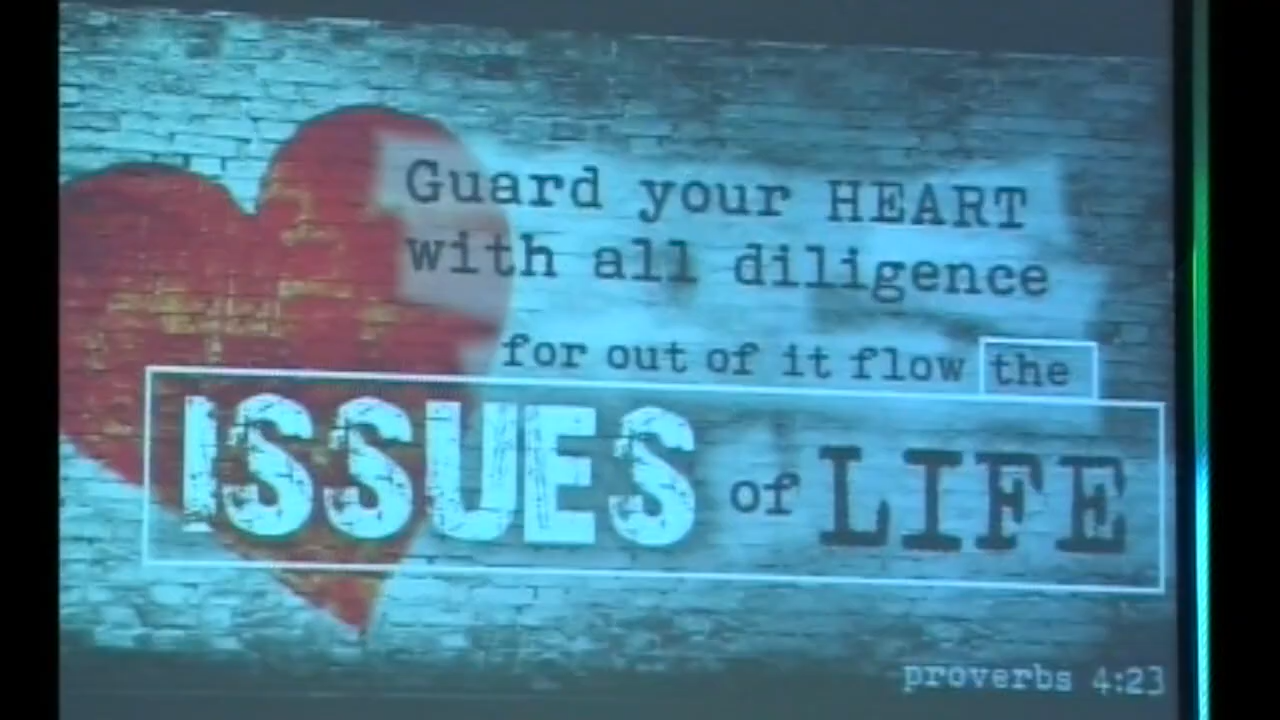 Guard your HEART
with all diligence
for out of it flow the
ISSUES of LIFE
proverbs 4:23